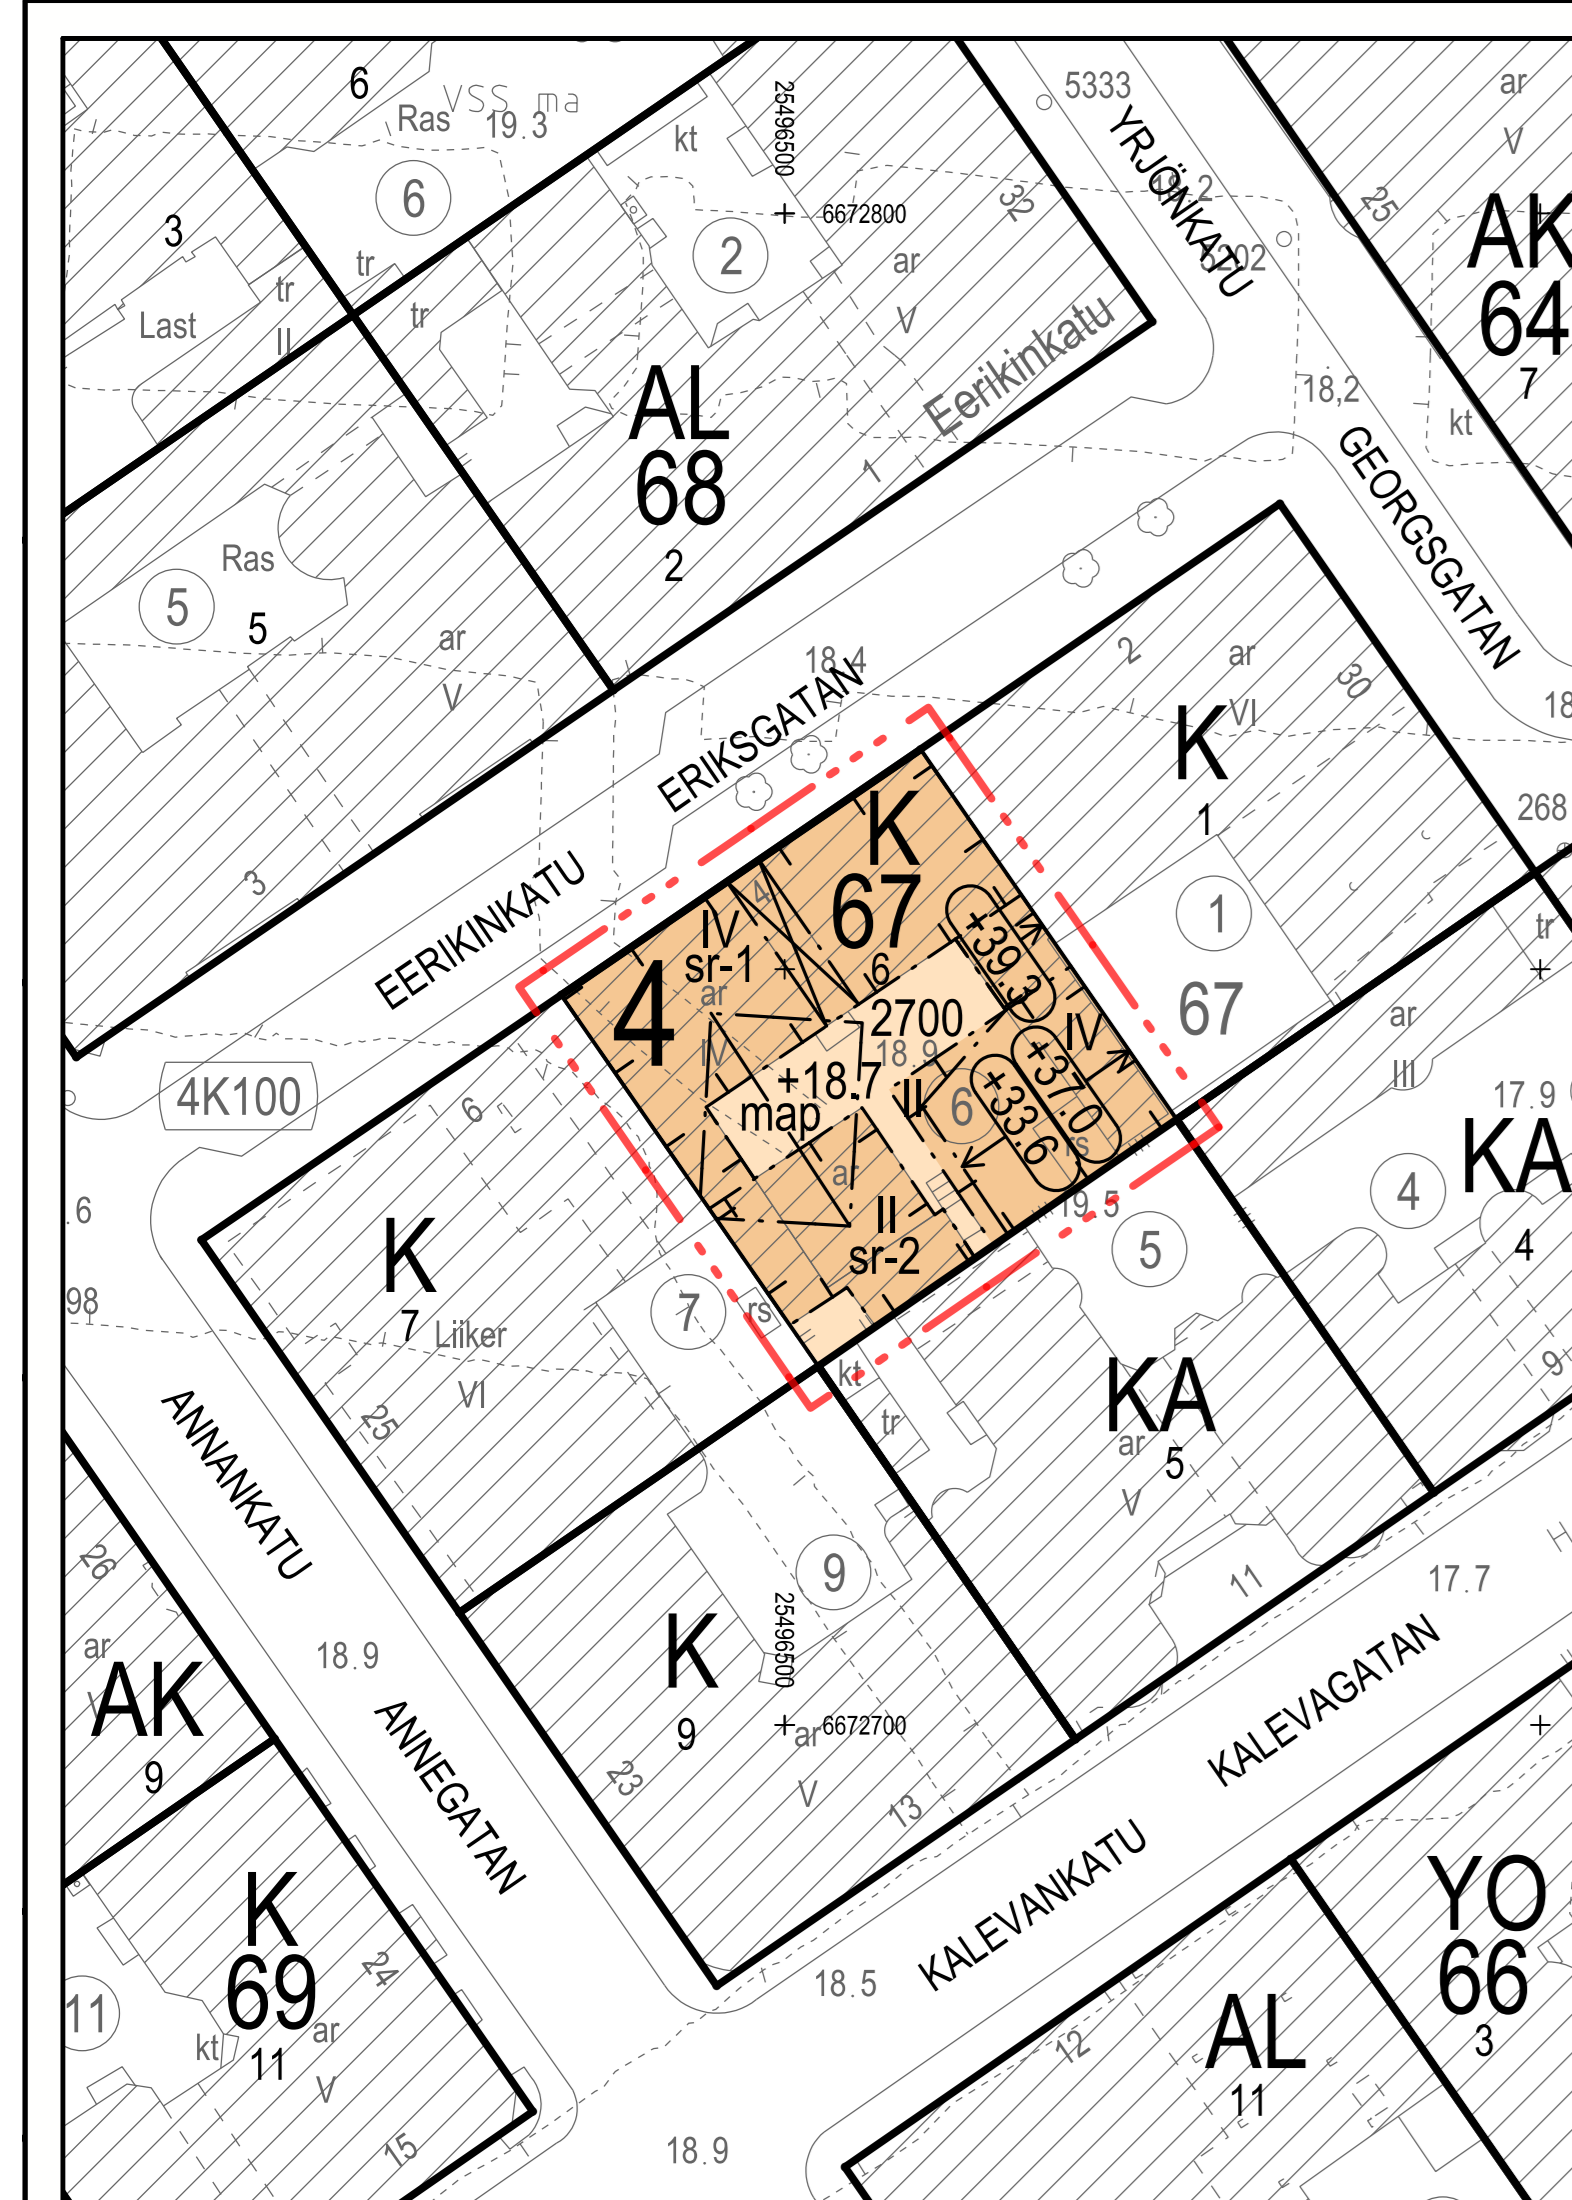 6
VSS ma
Ras
19.3
kt
25496500
6672800
5333
YRJÖNKATU
ar
V
6
3
2
32
25
AK
64
7
tr
tr
tr
II
Last
ar
V
Eerikinkatu
AL
68
2
1
18,2
kt
GEORGSGATAN
Ras
5
5
ar
V
18.4
ERIKSGATAN
2
ar
VI
30
K
1
18
268
3
EERIKINKATU
K
67
6
4
IV
sr-1
4
ar
IV
2700
18.9
+18.7
map
II
6
+39.3
+37.0
+33.6
IV
rs
19.5
1
67
tr
ar
III
17.9
KA
4
4
4K100
6
.6
98
K
7
Liiker
VI
25
7
rs
ar
II
sr-2
kt
tr
5
KA
ar
5
V
9
ANNANKATU
26
ar
AK
9
18.9
ANNEGATAN
K
9
9
25496500
6672700
ar
V
23
13
11
17.7
KALEVAGATAN
KALEVANKATU
K
69
11
24
ar
V
kt
11
15
18.5
18.9
12
AL
11
YO
66
3